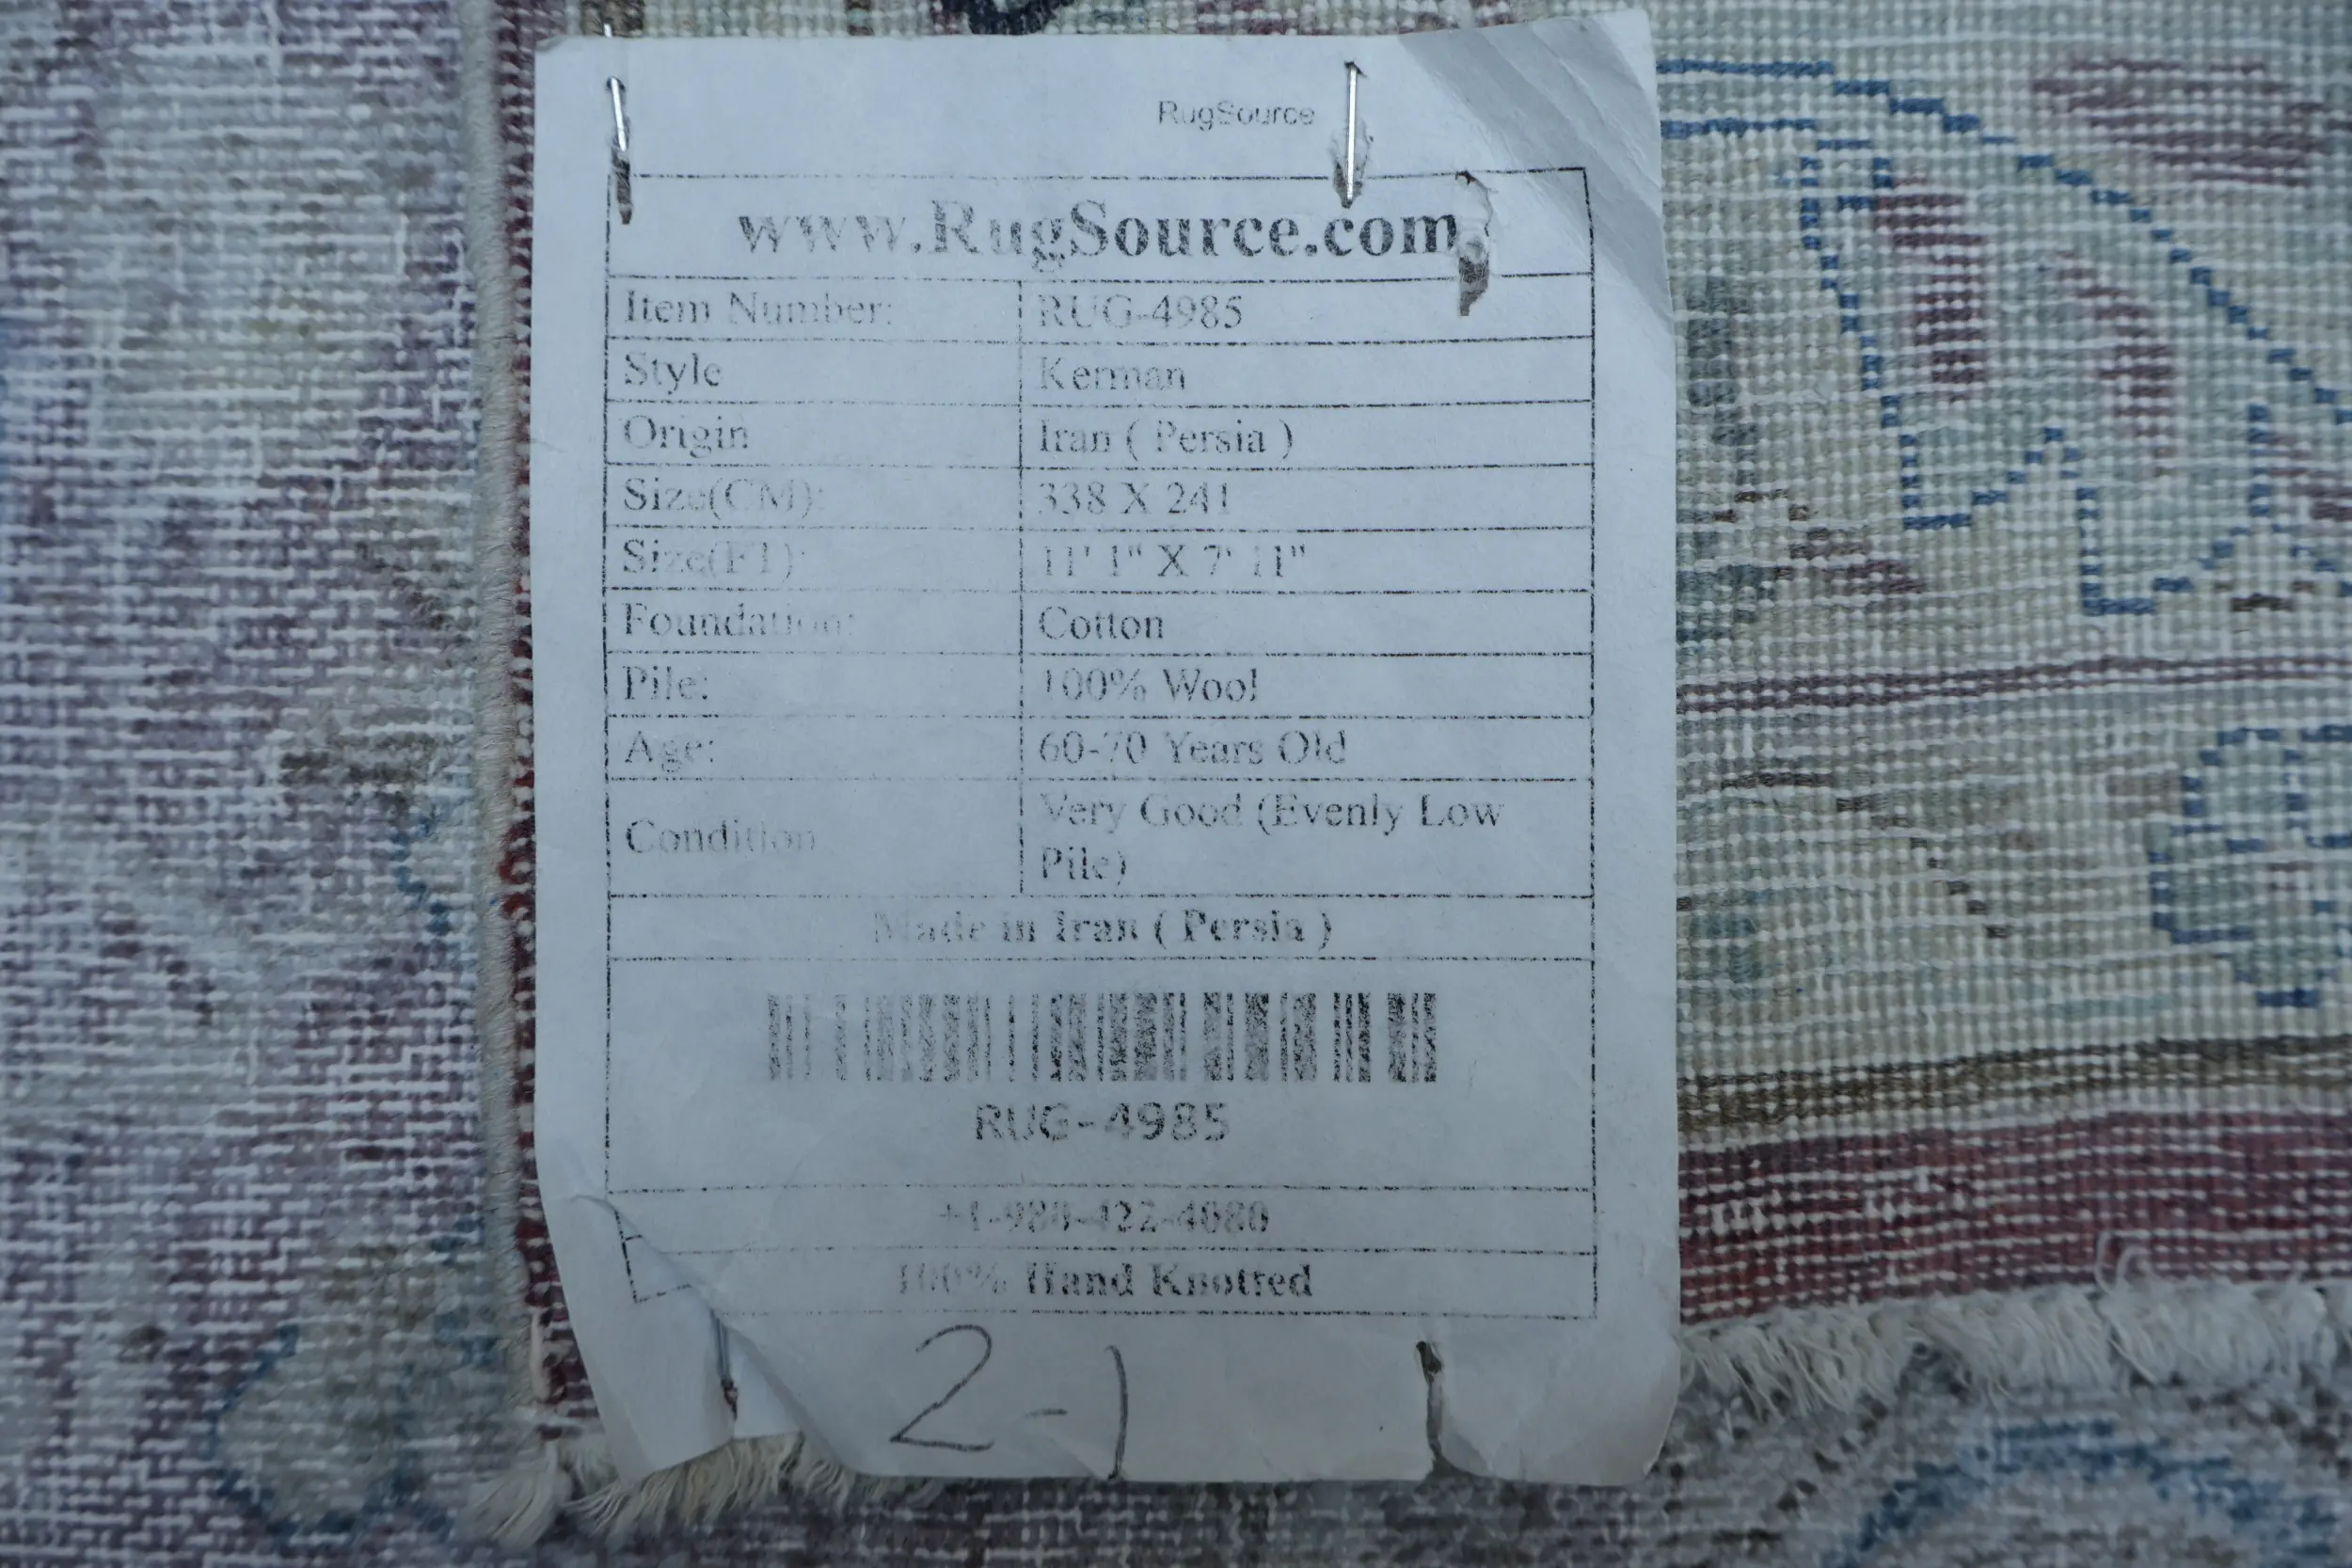 RugSource
www.RugSource.com
Item Number: RUG-4985
Style Kerman
Origin Iran ( Persia )
Size(CM): 338 X 241
Size(FT): 11' 1" X 7' 11"
Foundation: Cotton
Pile: 100% Wool
Age: 60-70 Years Old
Condition Very Good (Evenly Low
Pile)
Made in Iran ( Persia )
RUG-4985
100% Hand Knotted
2-1